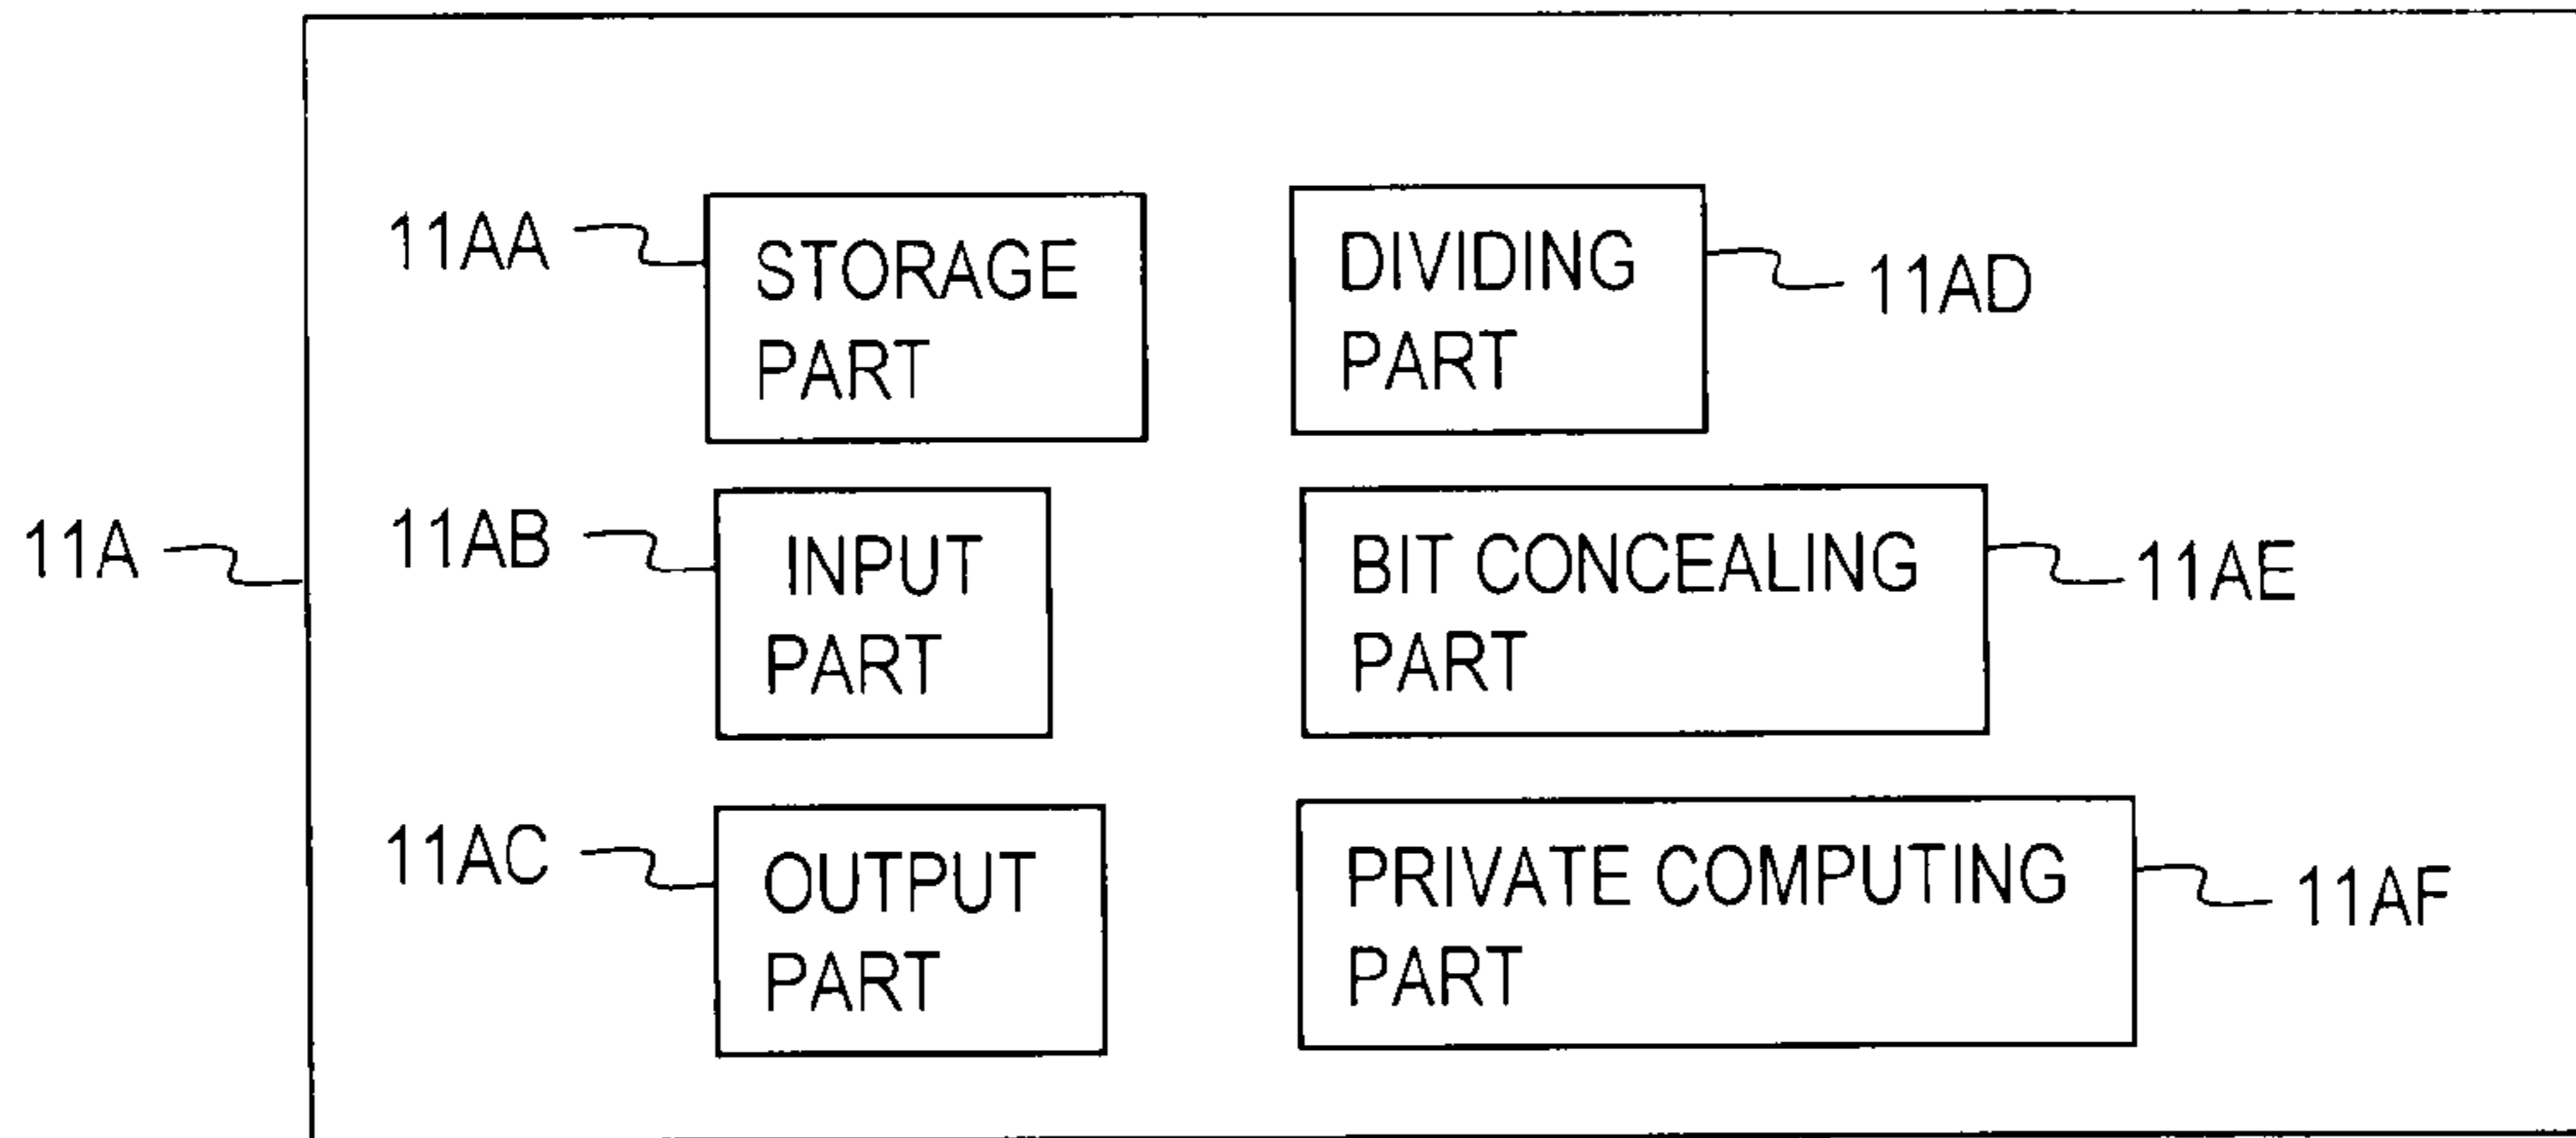 11A
11AA
STORAGE
PART
11AB
INPUT
PART
11AC
OUTPUT
PART
DIVIDING
PART
11AD
BIT CONCEALING
PART
11AE
PRIVATE COMPUTING
PART
11AF